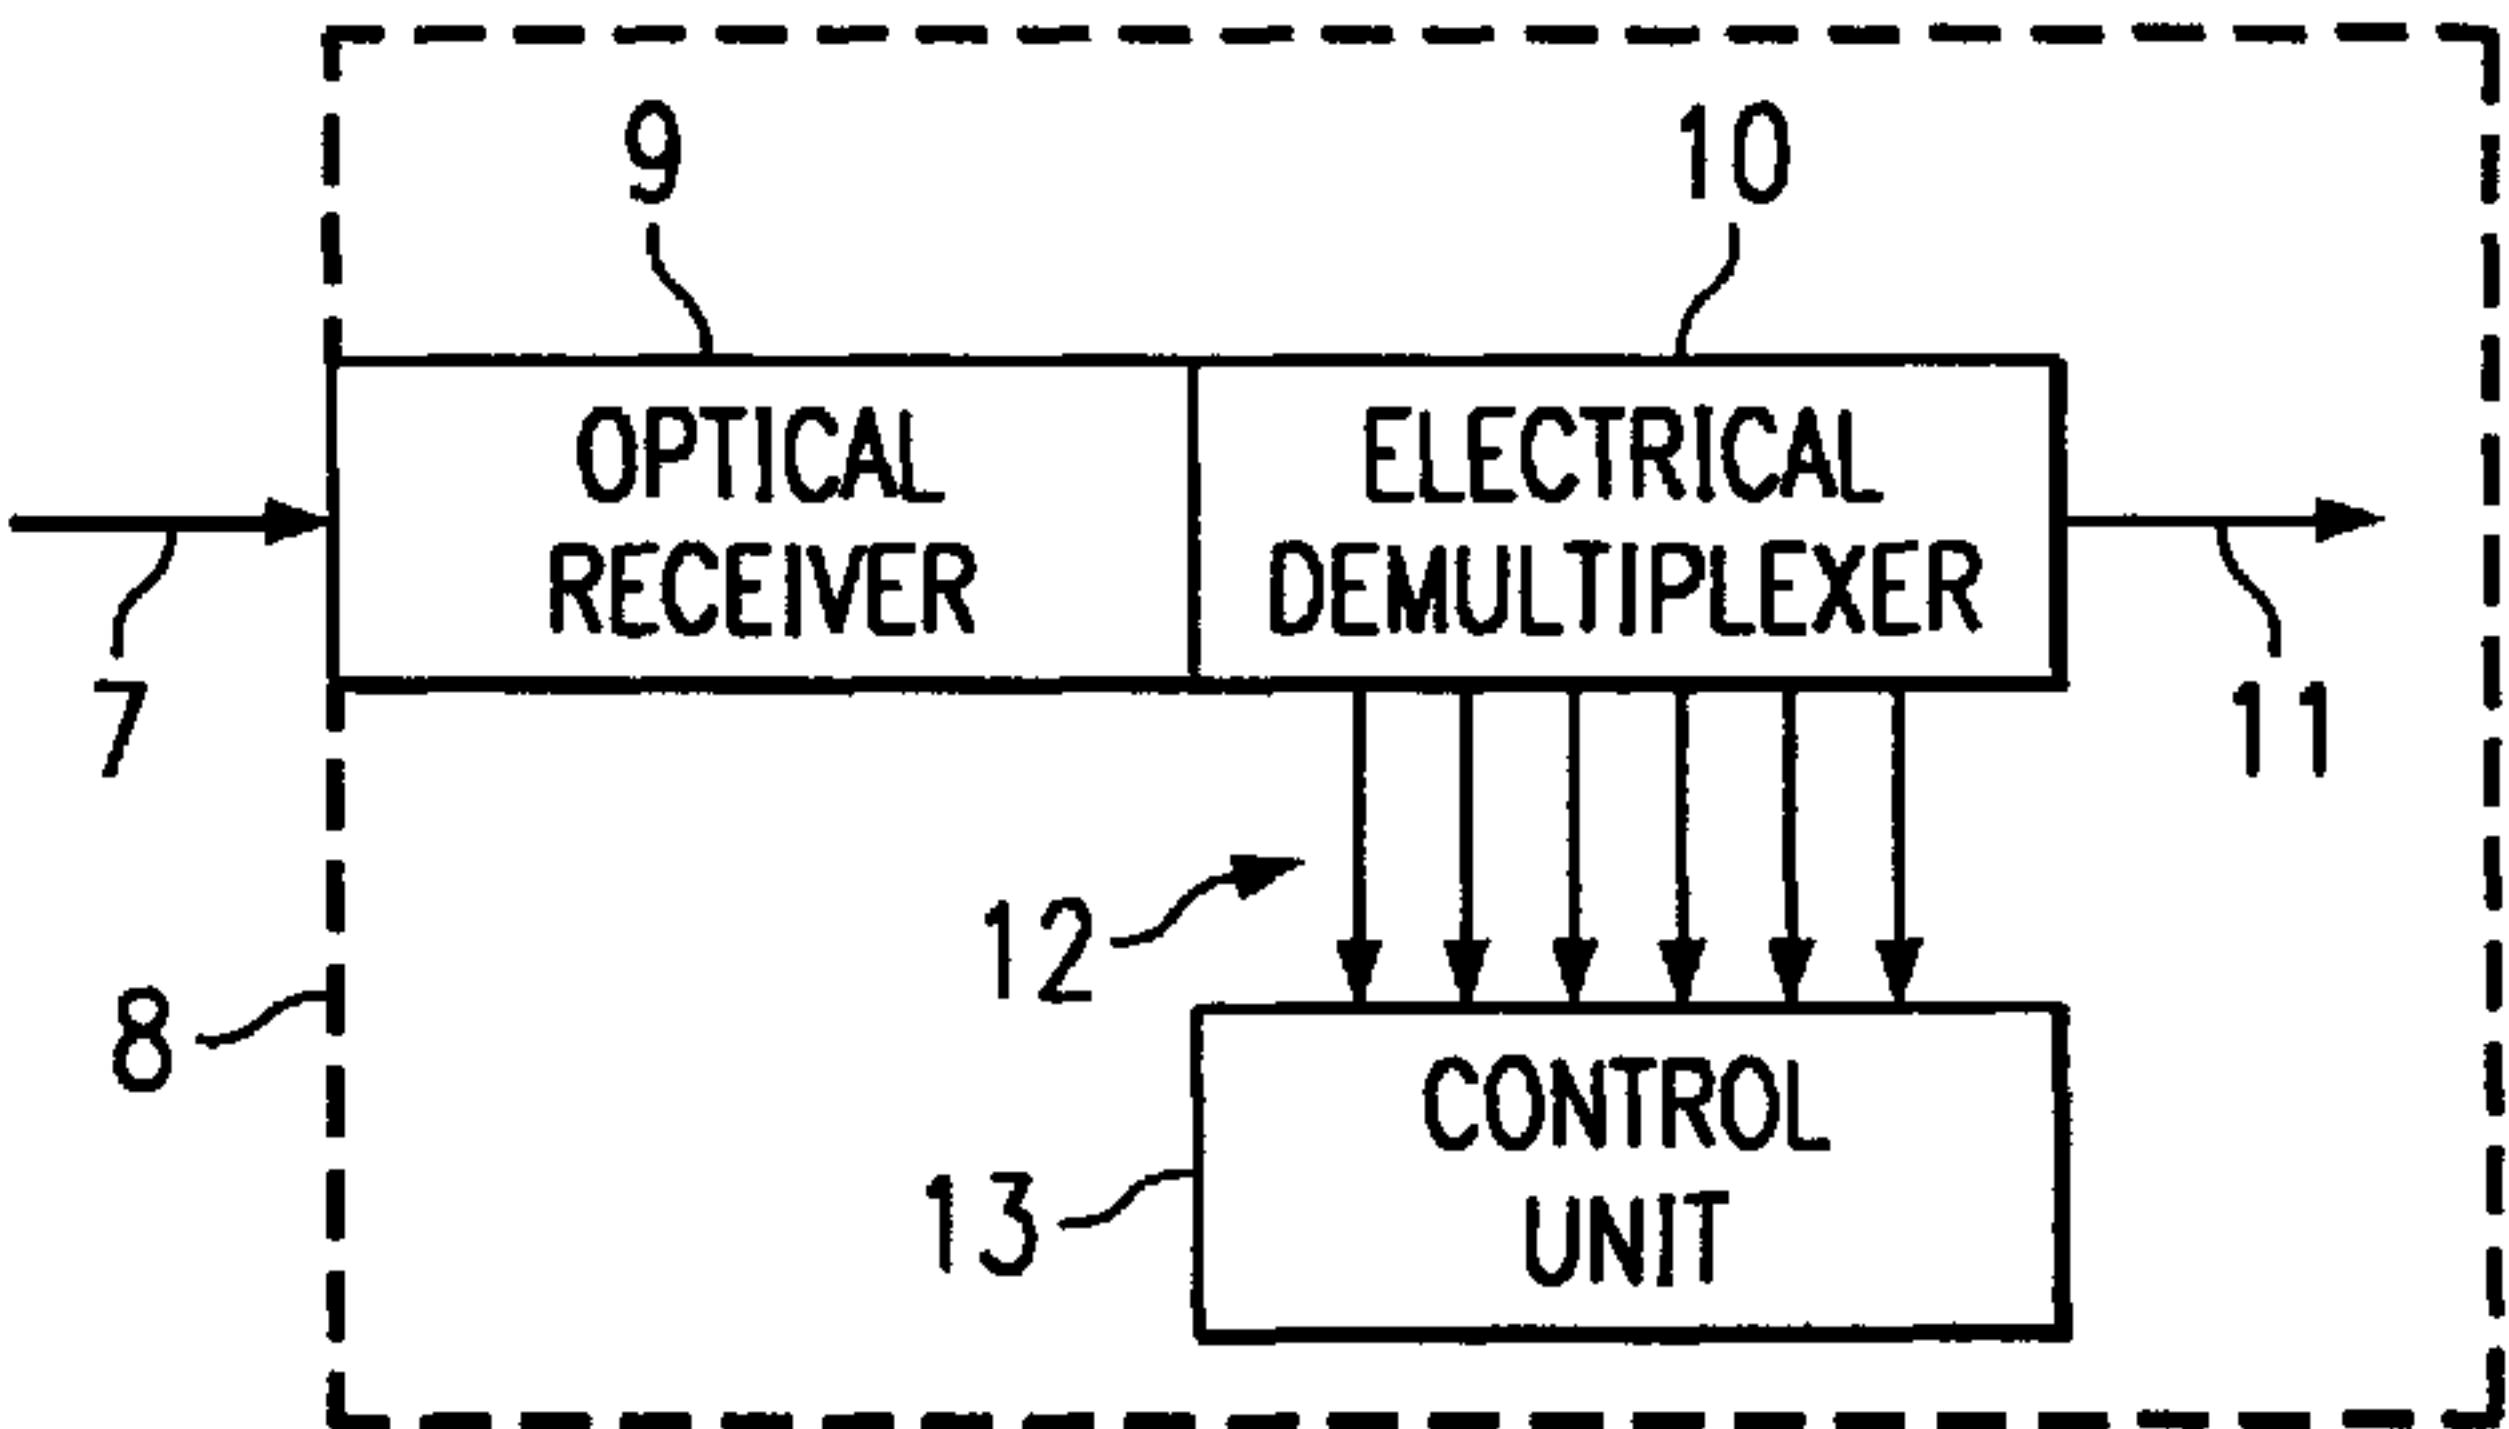 9
10
OPTICAL
RECEIVER
ELECTRICAL
DEMULTIPLEXER
7
11
12
8
CONTROL
UNIT
13